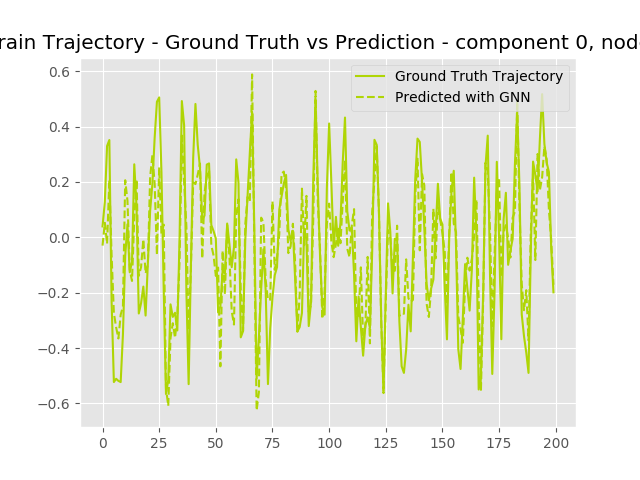 rain Trajectory - Ground Truth vs Prediction - component 0, nod
Ground Truth Trajectory
Predicted with GNN
0.6
0.4
0.2
0.0
−0.2
−0.4
−0.6
0 25 50 75 100 125 150 175 200